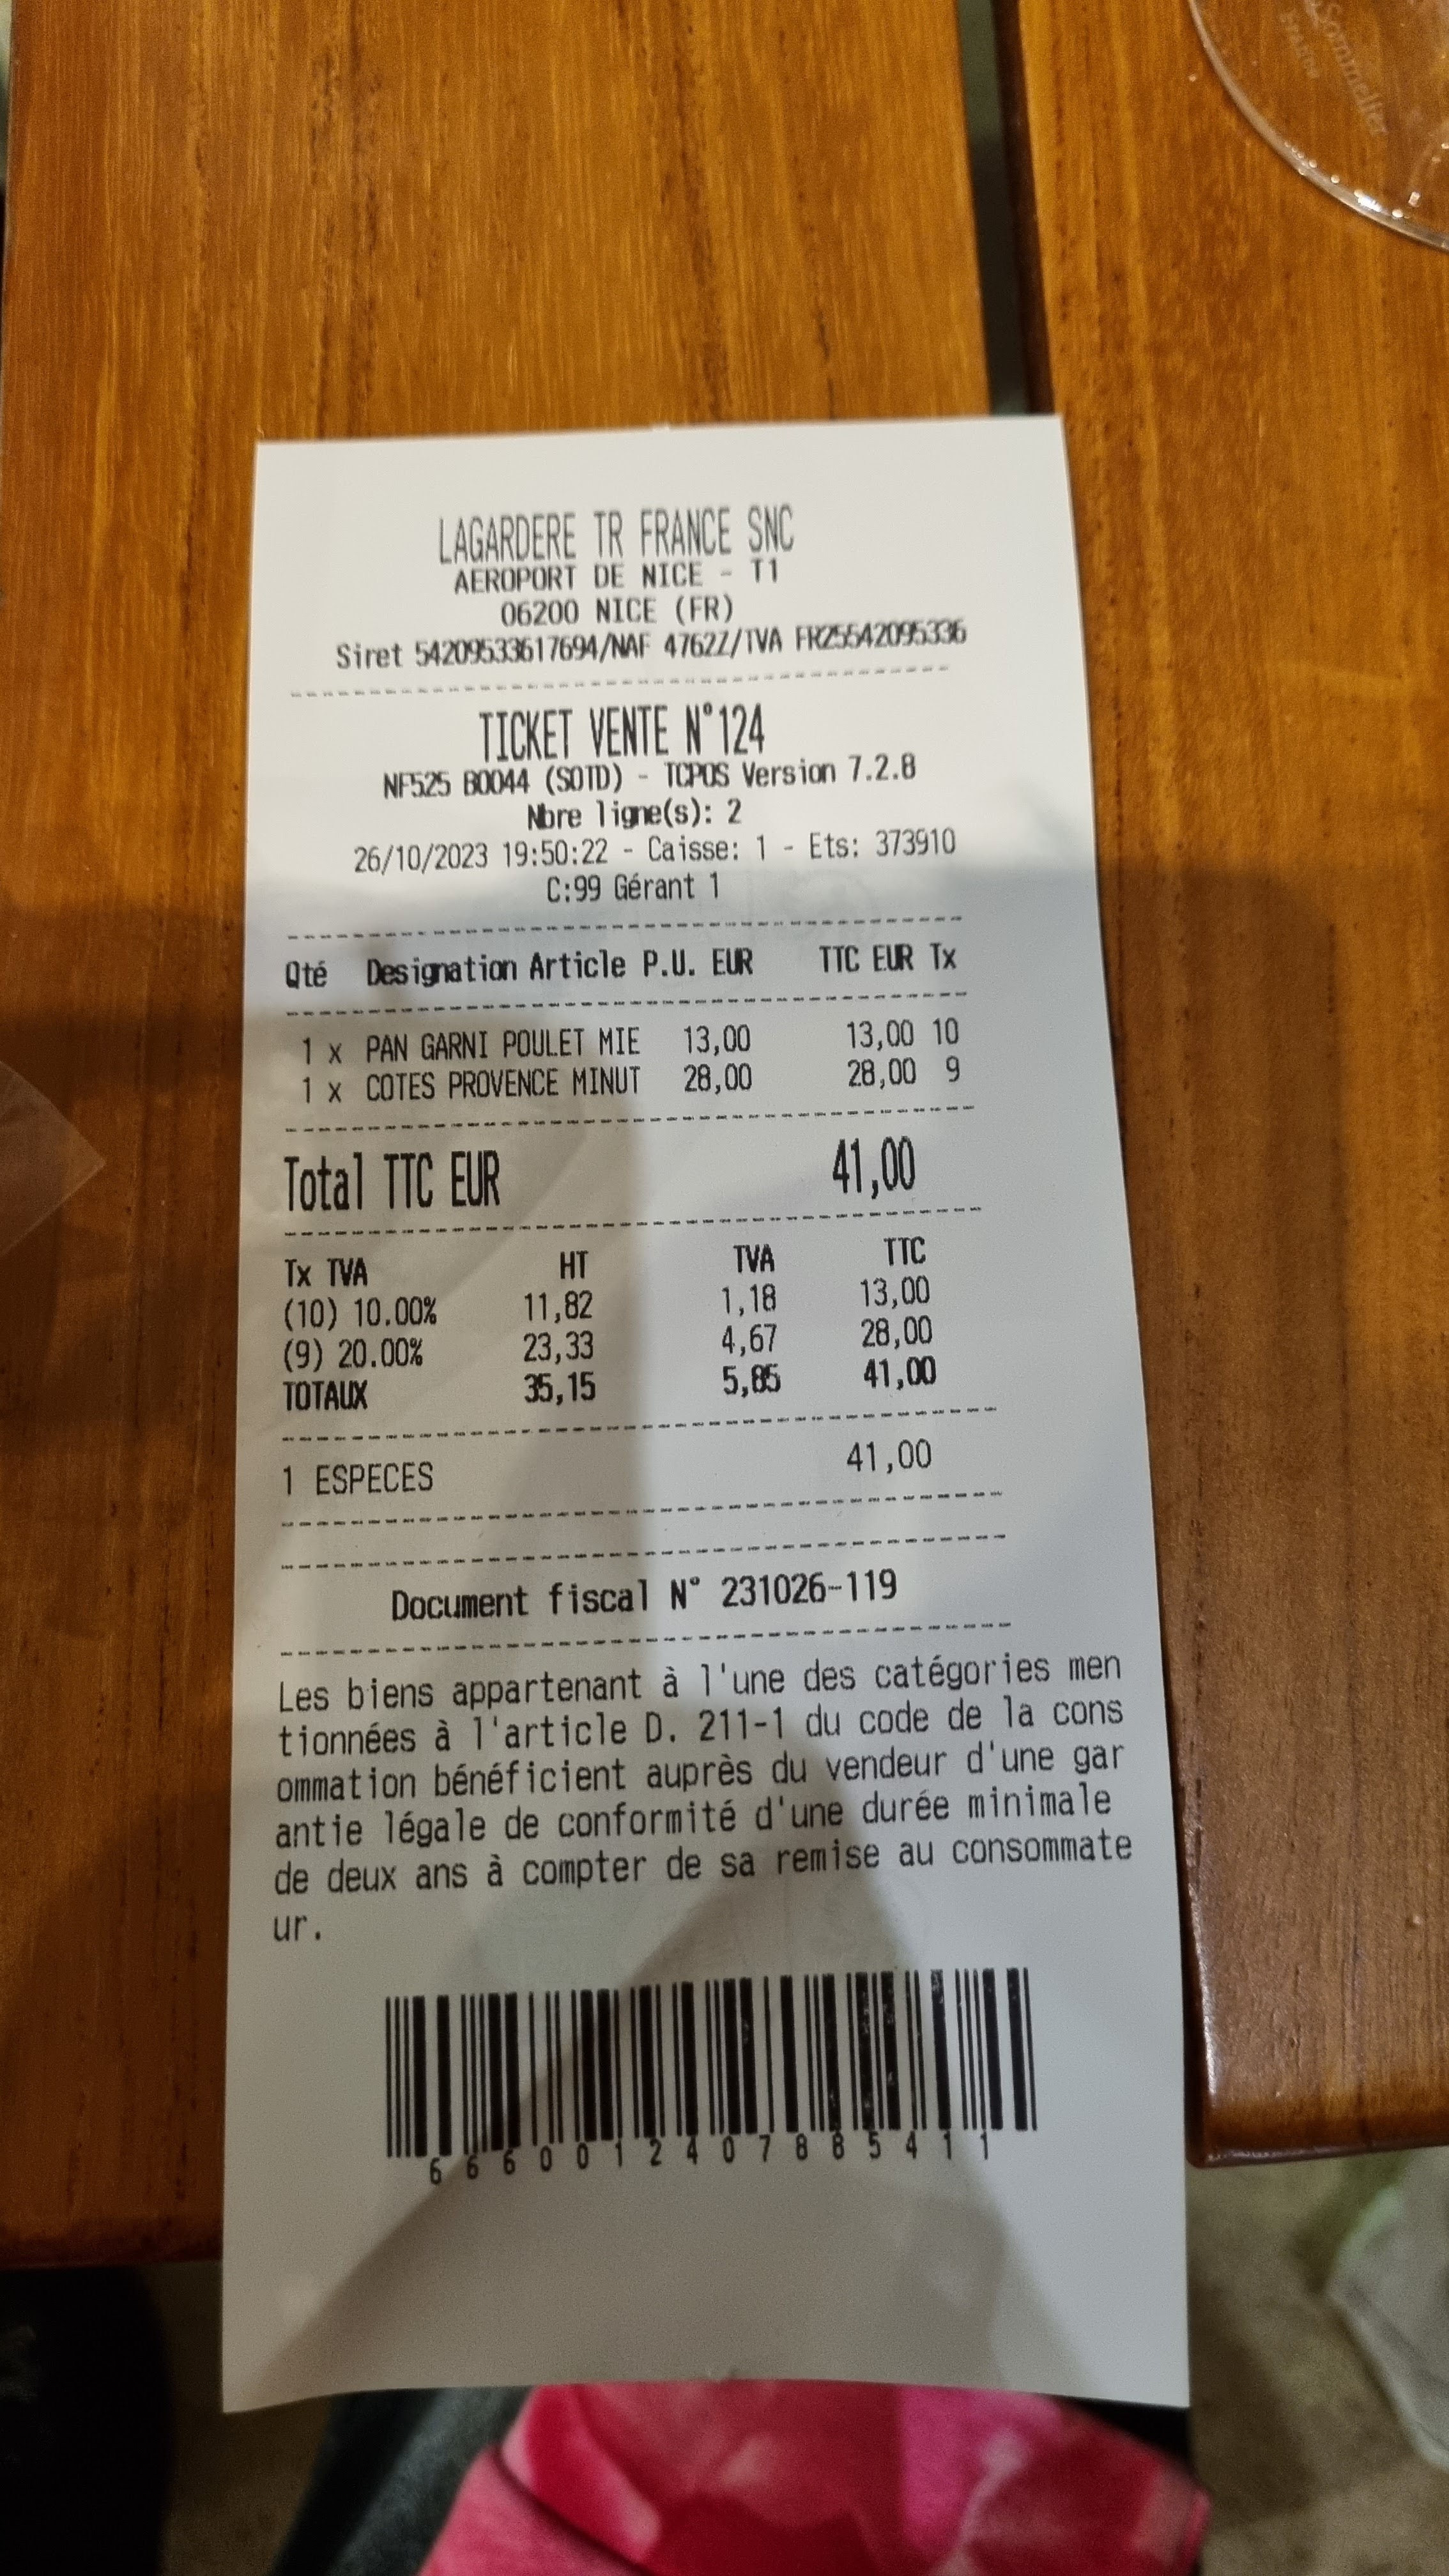 Sommelier
LAGARDERE TR FRANCE SNC
AEROPORT DE NICE - T1
06200 NICE (FR)
Siret 54209533617694/NAF 4762Z/TVA FR25542095336
TICKET VENTE N°124
NF525 B0044 (SOTD) - TCPOS Version 7.2.8
Nbre ligne(s): 2
26/10/2023 19:50:22 - Caisse: 1 - Ets: 373910
C:99 Gérant 1
Qté Designation Article P.U. EUR TTC EUR Tx
1 x PAN GARNI POULET MIE 13,00 13,00 10
1 x COTES PROVENCE MINUT 28,00 28,00 9
Total TTC EUR 41,00
Tx TVA HT TVA TTC
(10) 10.00% 11,82 1,18 13,00
(9) 20.00% 23,33 4,67 28,00
TOTAUX 35,15 5,85 41,00
1 ESPECES 41,00
Document fiscal N° 231026-119
Les biens appartenant à l'une des catégories men
tionnées à l'article D. 211-1 du code de la cons
ommation bénéficient auprès du vendeur d'une gar
antie légale de conformité d'une durée minimale
de deux ans à compter de sa remise au consommate
ur.
6660012407885411